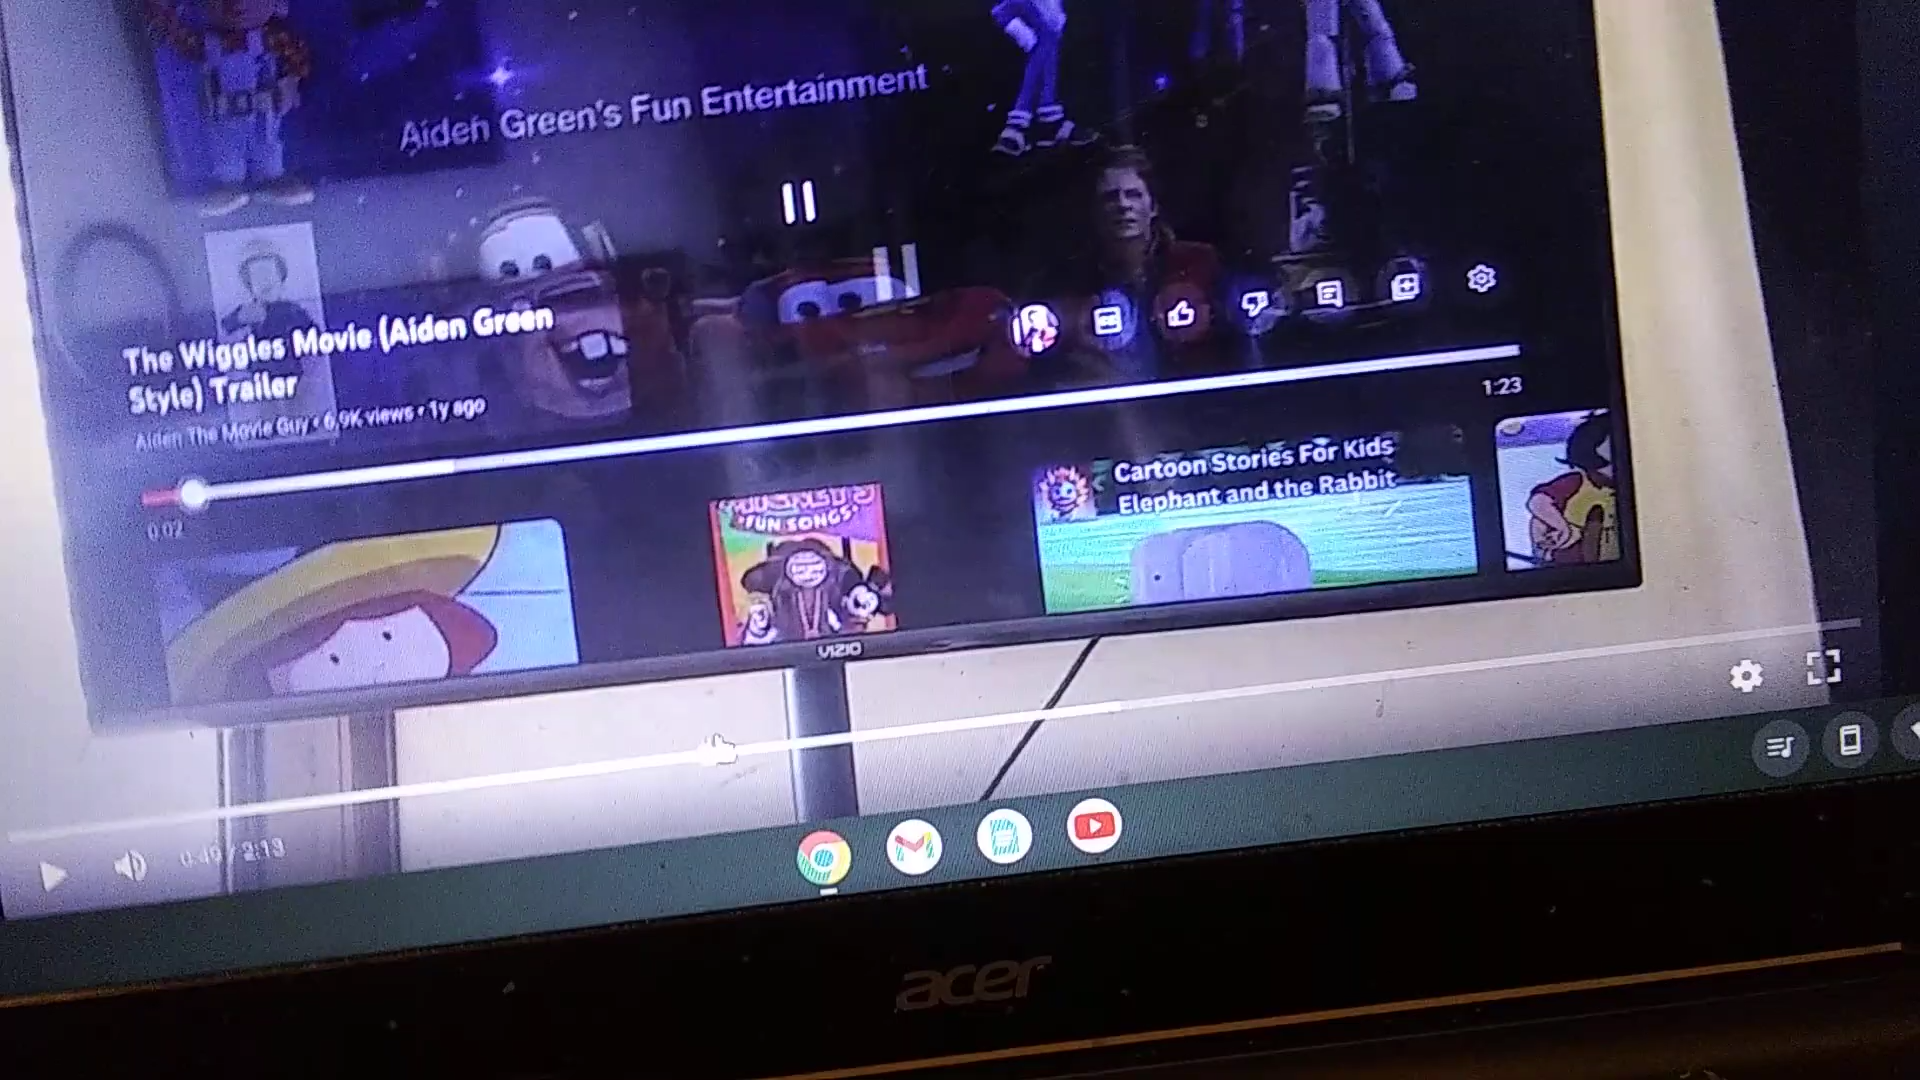 Aiden Green's Fun Entertainment
The Wiggles Movie (Aiden Green
Style) Trailer
Aiden The Movie Guy • 6.9K views • 1y ago
1:23
0:02
FUN SONGS
Cartoon Stories For Kids
Elephant and the Rabbit
VIZIO
0:49 / 2:13
acer